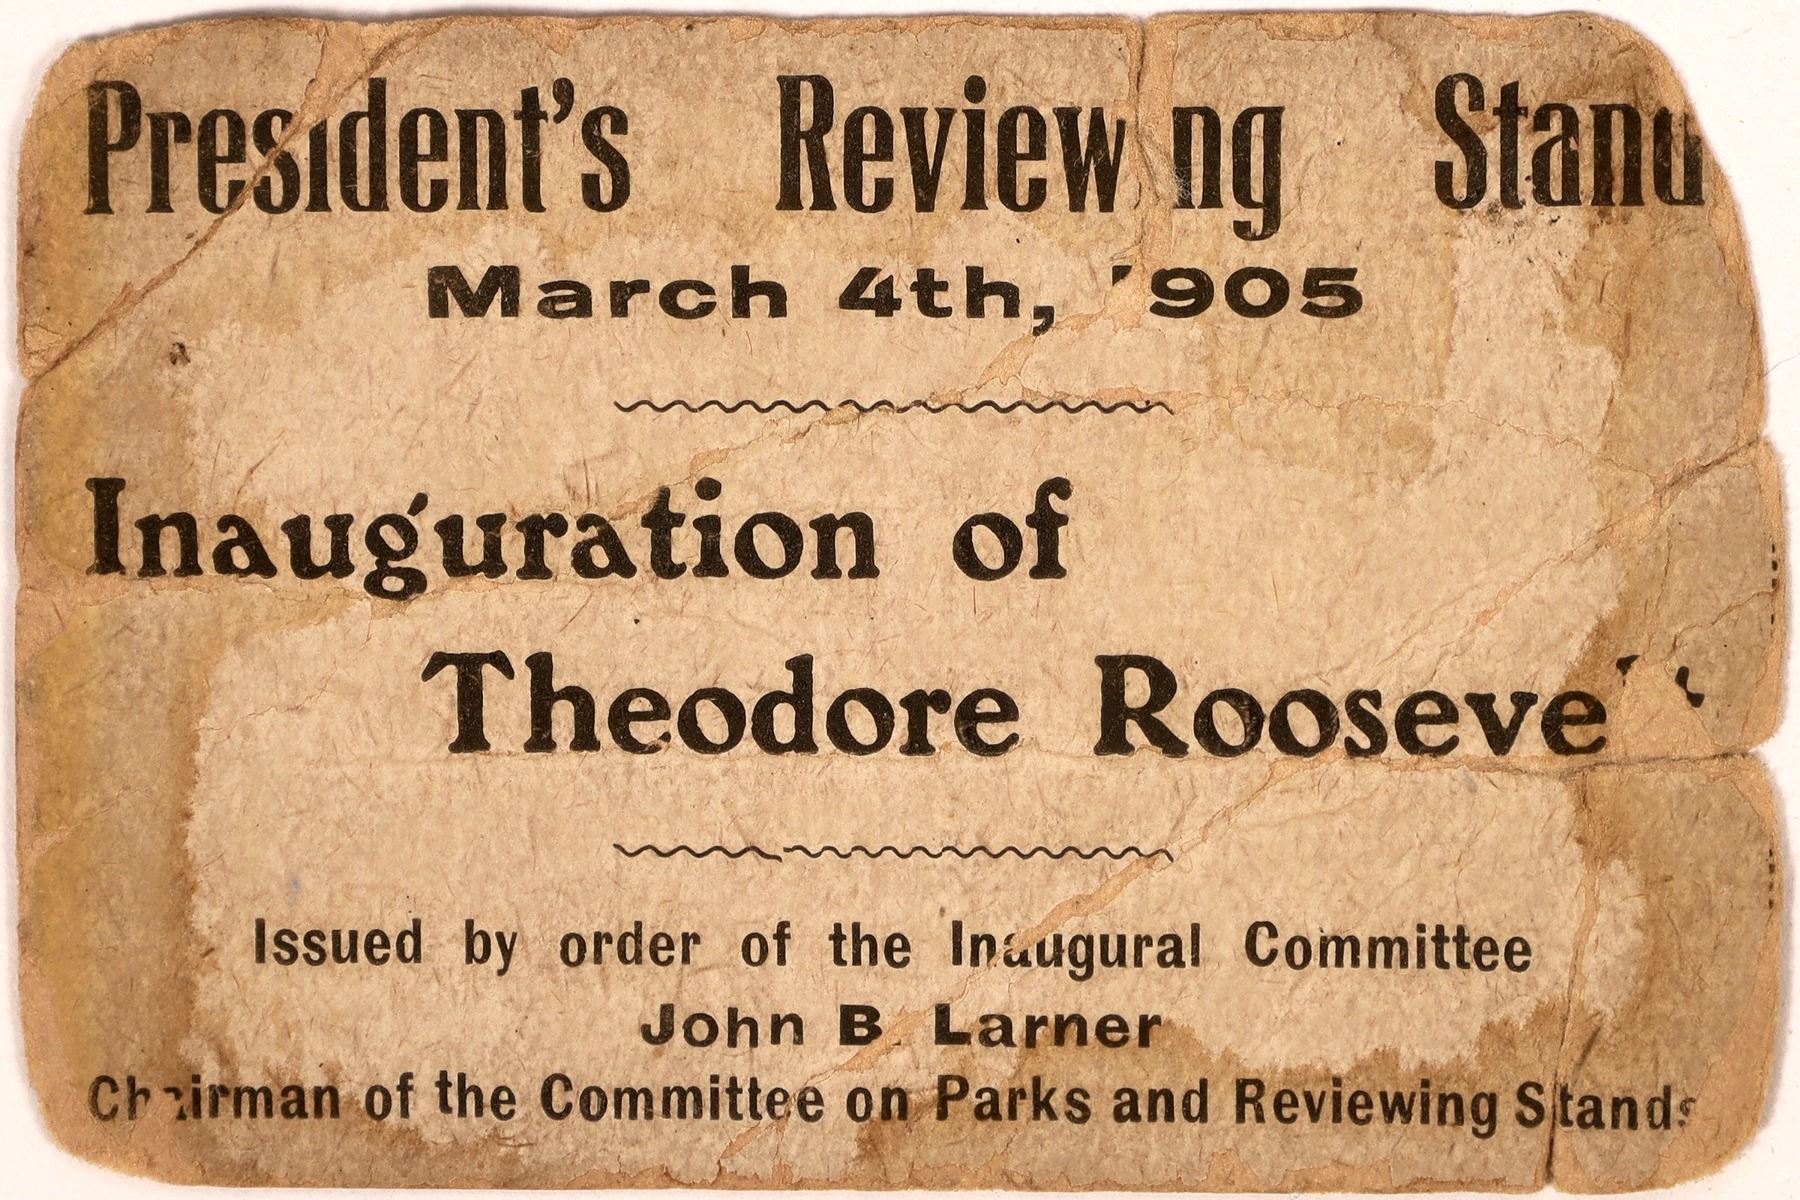 President's Reviewing Stand
March 4th, 1905
Inauguration of
Theodore Roosevelt
Issued by order of the Inaugural Committee
John B. Larner
Chairman of the Committee on Parks and Reviewing Stands